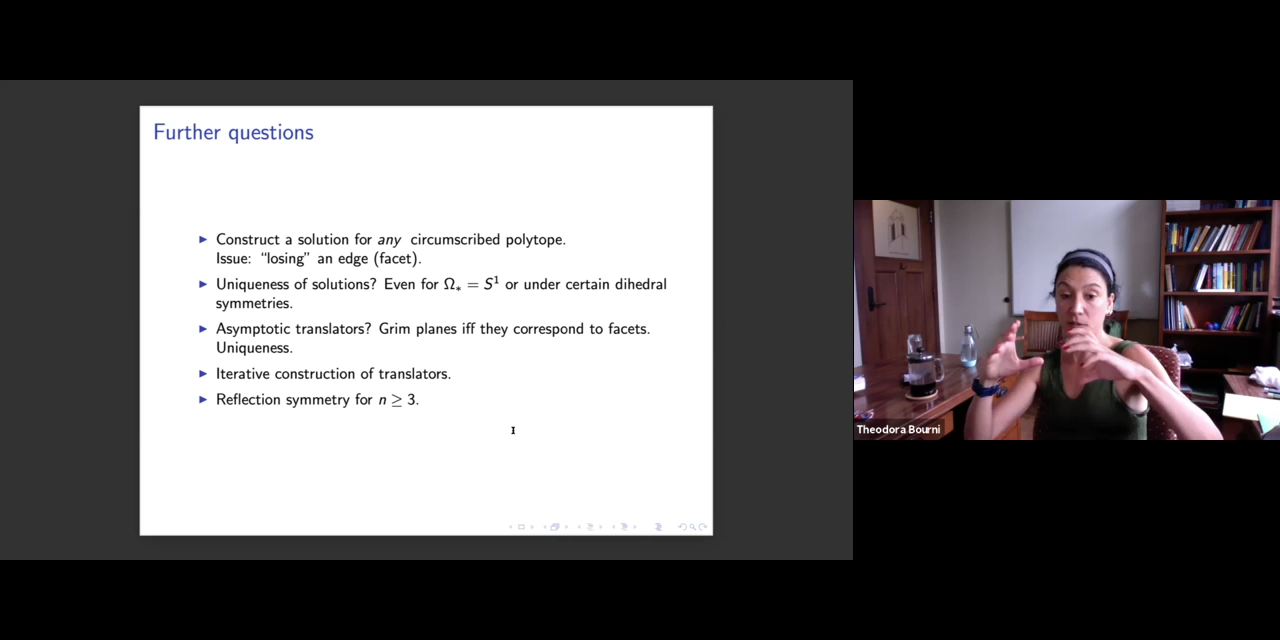 Further questions
▶ Construct a solution for any circumscribed polytope.
Issue: “losing” an edge (facet).
▶ Uniqueness of solutions? Even for Ω∗ = S¹ or under certain dihedral
symmetries.
▶ Asymptotic translators? Grim planes iff they correspond to facets.
Uniqueness.
▶ Iterative construction of translators.
▶ Reflection symmetry for n ≥ 3.
Theodora Bourni